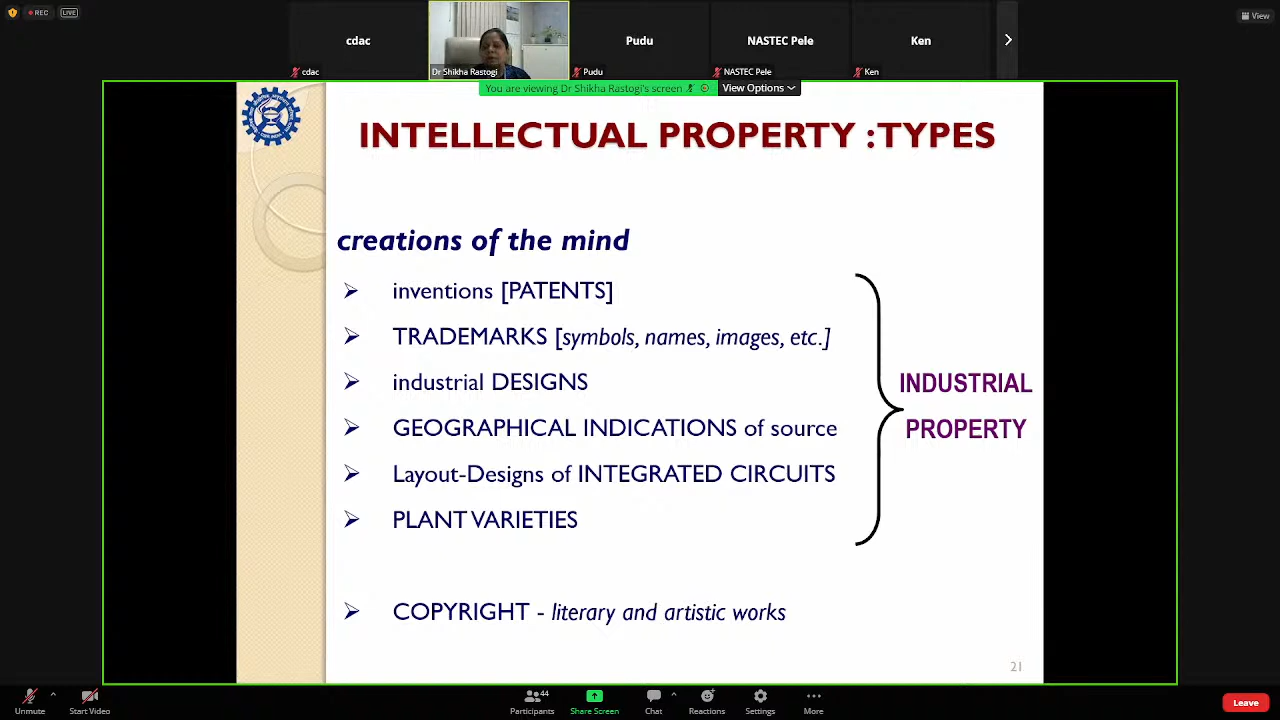 REC
LIVE
View
cdac
Pudu
NASTEC Pele
Ken
cdac
Dr Shikha Rastogi
Pudu
NASTEC Pele
Ken
You are viewing Dr Shikha Rastogi's screen
View Options
INTELLECTUAL PROPERTY :TYPES
creations of the mind
➢ inventions [PATENTS]
➢ TRADEMARKS [symbols, names, images, etc.]
➢ industrial DESIGNS
➢ GEOGRAPHICAL INDICATIONS of source
➢ Layout-Designs of INTEGRATED CIRCUITS
➢ PLANT VARIETIES
INDUSTRIAL
PROPERTY
➢ COPYRIGHT - literary and artistic works
21
Unmute
Start Video
44
Participants
Share Screen
Chat
Reactions
Settings
More
Leave